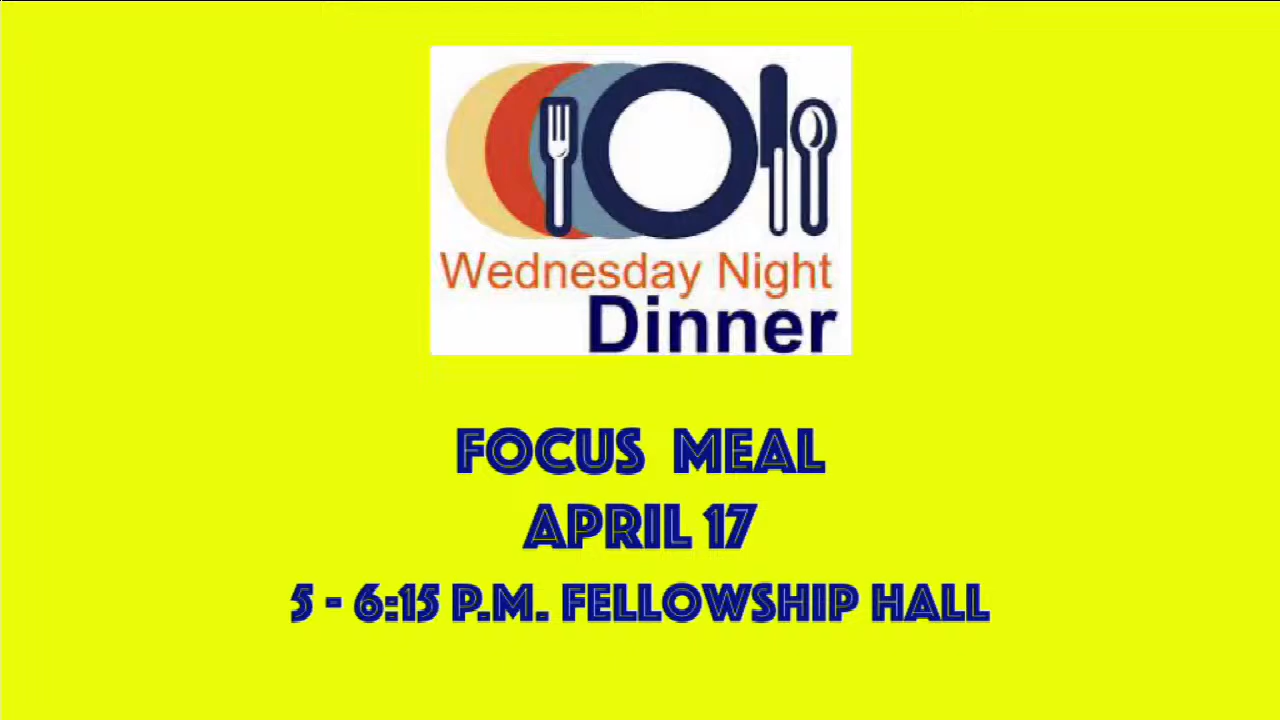 Wednesday Night
Dinner
FOCUS MEAL
APRIL 17
5 - 6:15 P.M. FELLOWSHIP HALL